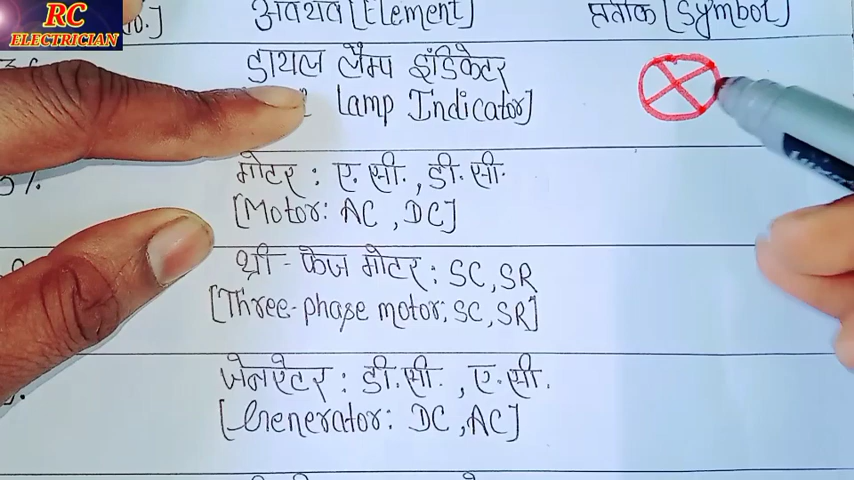 RC
ELECTRICIAN
अवयव [Element]
प्रतीक [Symbol]
डायल लैम्प इंडिकेटर
lamp Indicator]
मोटर : ए.सी., डी.सी.
[Motor: AC, DC]
थ्री-फेज मोटर : SC, SR
[Three-phase motor: SC, SR]
जेनरेटर : डी.सी., ए.सी.
[Generator: DC, AC]